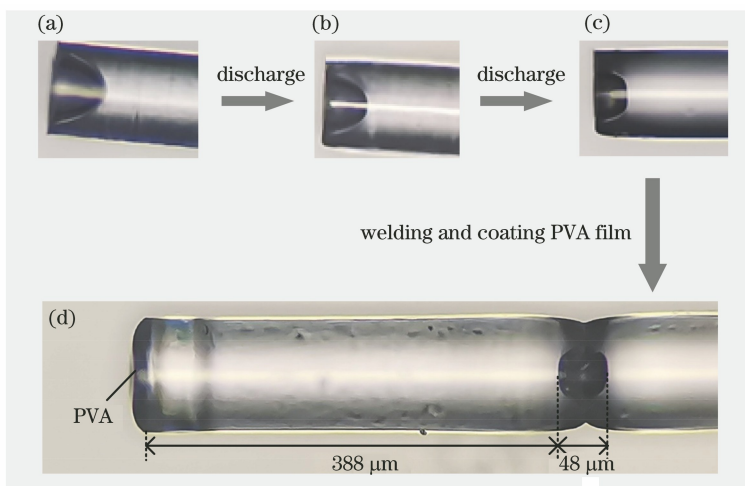 (a)
(b)
(c)
discharge
discharge
welding and coating PVA film
(d)
PVA
388 μm
48 μm